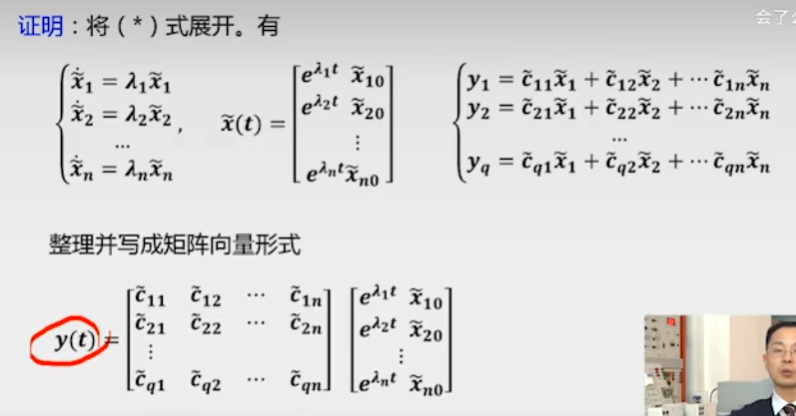 会了
证明：将（*）式展开。有
$$\begin{cases} \dot{\tilde{x}}_1 = \lambda_1 \tilde{x}_1 \\ \dot{\tilde{x}}_2 = \lambda_2 \tilde{x}_2 \\ \cdots \\ \dot{\tilde{x}}_n = \lambda_n \tilde{x}_n \end{cases}, \quad \tilde{x}(t) = \begin{bmatrix} e^{\lambda_1 t} \ \tilde{x}_{10} \\ e^{\lambda_2 t} \ \tilde{x}_{20} \\ \vdots \\ e^{\lambda_n t} \tilde{x}_{n0} \end{bmatrix} \quad \begin{cases} y_1 = \tilde{c}_{11}\tilde{x}_1 + \tilde{c}_{12}\tilde{x}_2 + \cdots \tilde{c}_{1n}\tilde{x}_n \\ y_2 = \tilde{c}_{21}\tilde{x}_1 + \tilde{c}_{22}\tilde{x}_2 + \cdots \tilde{c}_{2n}\tilde{x}_n \\ \cdots \\ y_q = \tilde{c}_{q1}\tilde{x}_1 + \tilde{c}_{q2}\tilde{x}_2 + \cdots \tilde{c}_{qn}\tilde{x}_n \end{cases}$$
整理并写成矩阵向量形式
$$y(t) = \begin{bmatrix} \tilde{c}_{11} & \tilde{c}_{12} & \cdots & \tilde{c}_{1n} \\ \tilde{c}_{21} & \tilde{c}_{22} & \cdots & \tilde{c}_{2n} \\ \vdots \\ \tilde{c}_{q1} & \tilde{c}_{q2} & \cdots & \tilde{c}_{qn} \end{bmatrix} \begin{bmatrix} e^{\lambda_1 t} \ \tilde{x}_{10} \\ e^{\lambda_2 t} \ \tilde{x}_{20} \\ \vdots \\ e^{\lambda_n t} \ \tilde{x}_{n0} \end{bmatrix}$$